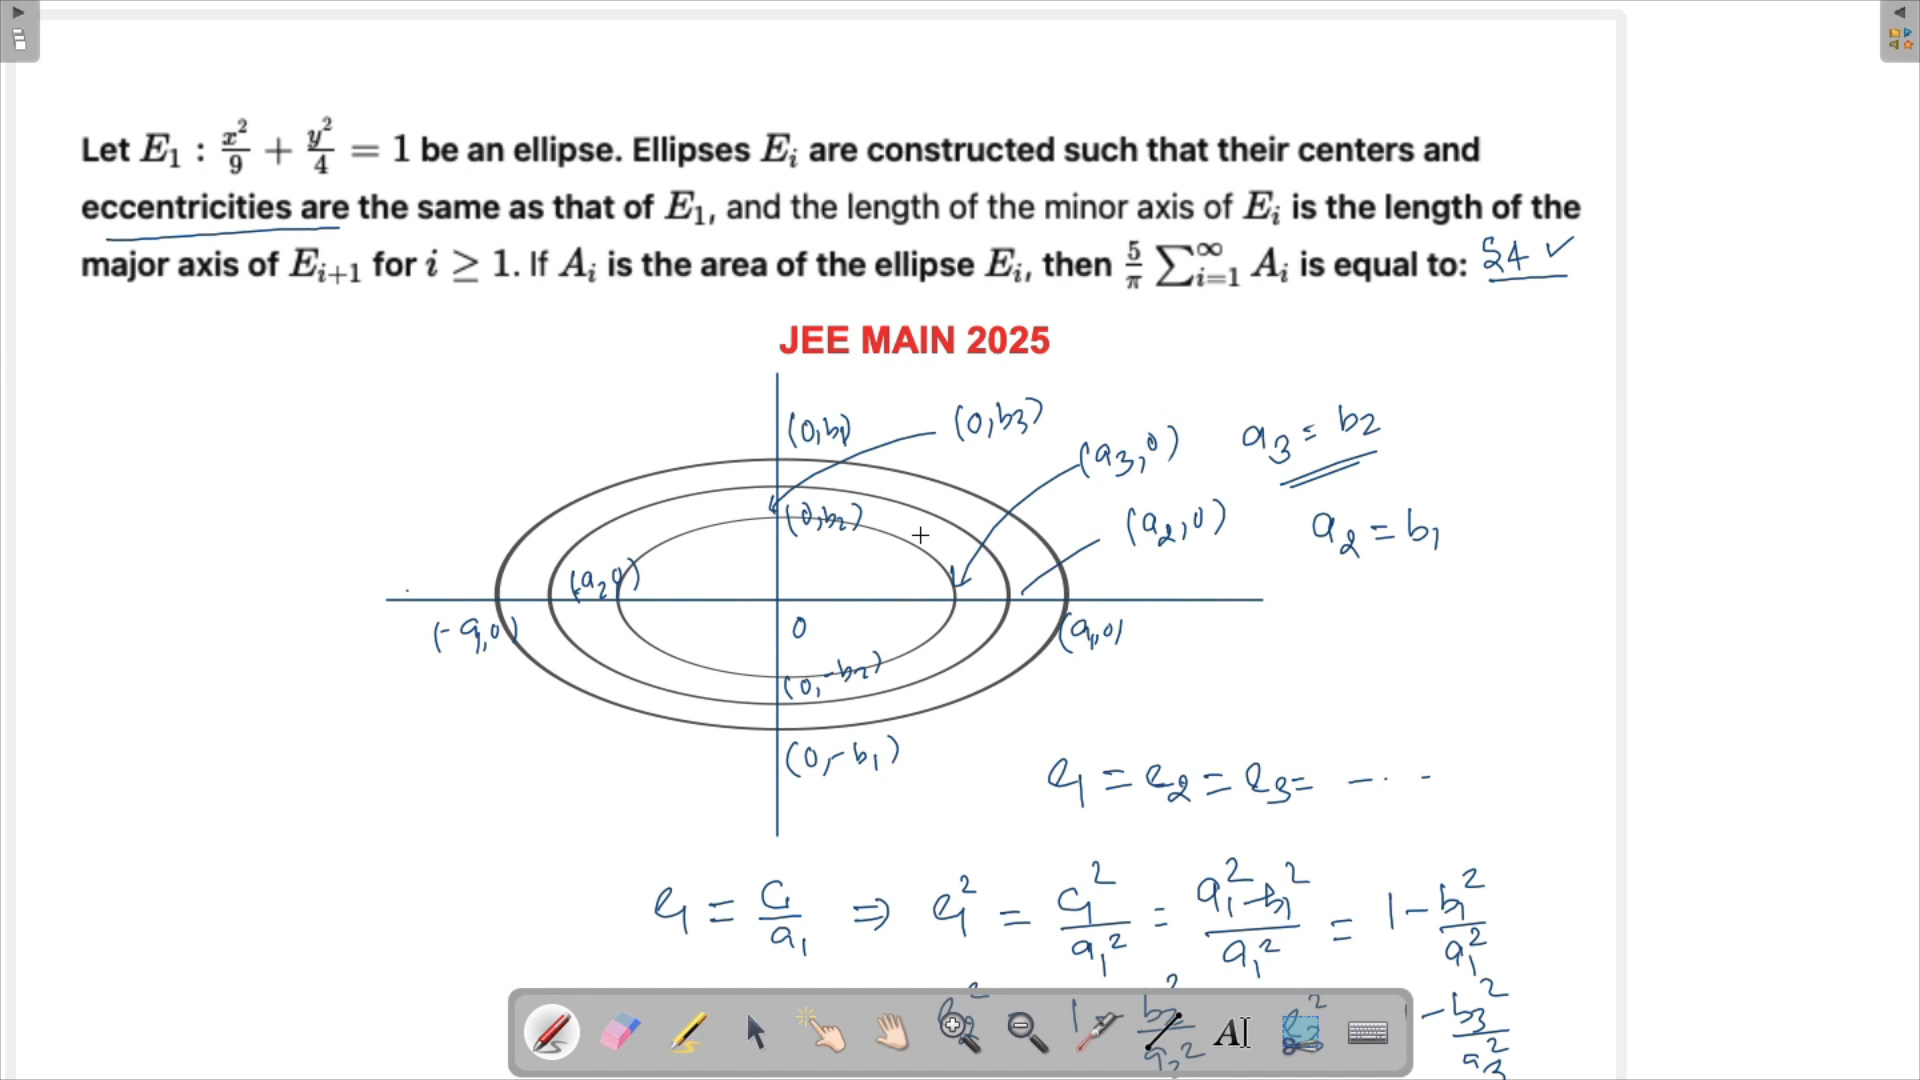 Let E₁ : x²/9 + y²/4 = 1 be an ellipse. Ellipses Eᵢ are constructed such that their centers and
eccentricities are the same as that of E₁, and the length of the minor axis of Eᵢ is the length of the
major axis of Eᵢ₊₁ for i ≥ 1. If Aᵢ is the area of the ellipse Eᵢ, then 5/π ∑ᵢ₌₁^∞ Aᵢ is equal to: 54 ✓
JEE MAIN 2025
(0,b₁)
(0,b₃)
(a₃,0)
a₃ = b₂
(0,b₂)
(a₂,0)
a₂ = b₁
(-a₁,0)
0
(a₁,0)
(0,-b₂)
(0,-b₁)
e₁ = e₂ = e₃ = - - -
e₁ = c₁/a₁ ⇒ e₁² = c₁²/a₁² = (a₁²-b₁²)/a₁² = 1 - b₁²/a₁²
-b₃²/a₃²